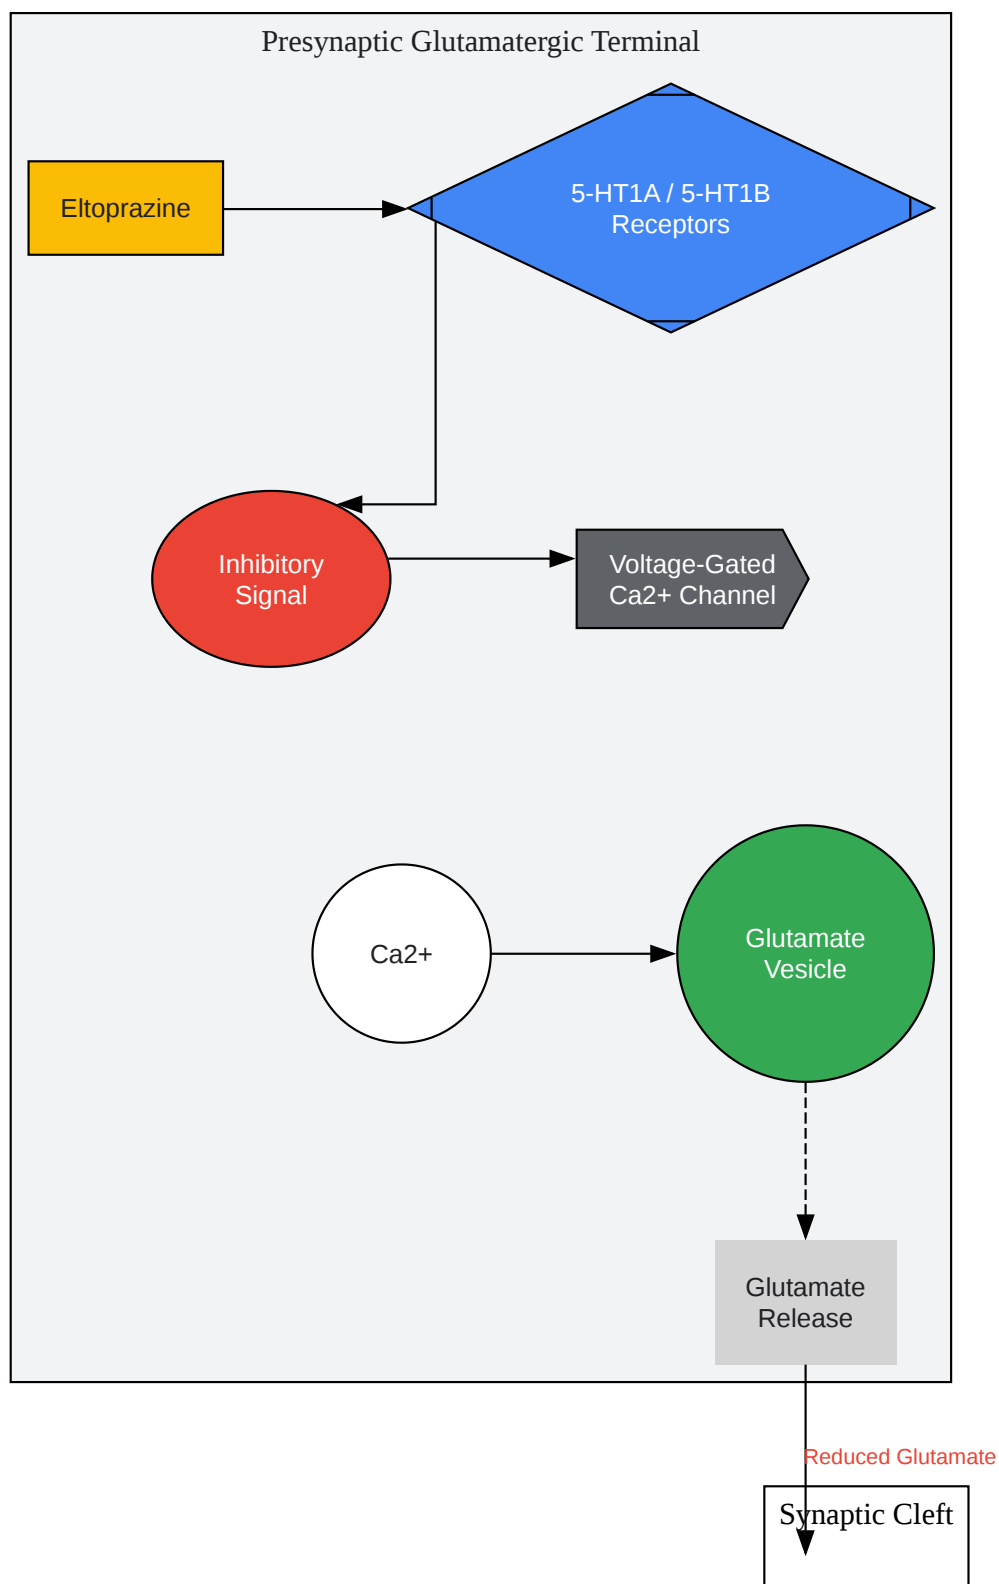 Presynaptic Glutamatergic Terminal
Eltoprazine
5-HT1A / 5-HT1B
Receptors
Inhibitory
Signal
Voltage-Gated
Ca2+ Channel
Ca2+
Glutamate
Vesicle
Glutamate
Release
Reduced Glutamate
Synaptic Cleft